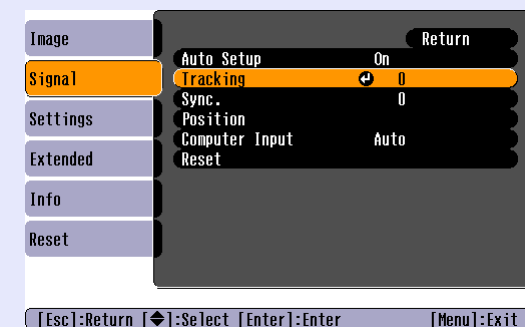 Image
Signal
Settings
Extended
Info
Reset
Return
Auto Setup On
Tracking 0
Sync. 0
Position
Computer Input Auto
Reset
[Esc]:Return [◆]:Select [Enter]:Enter [Menu]:Exit